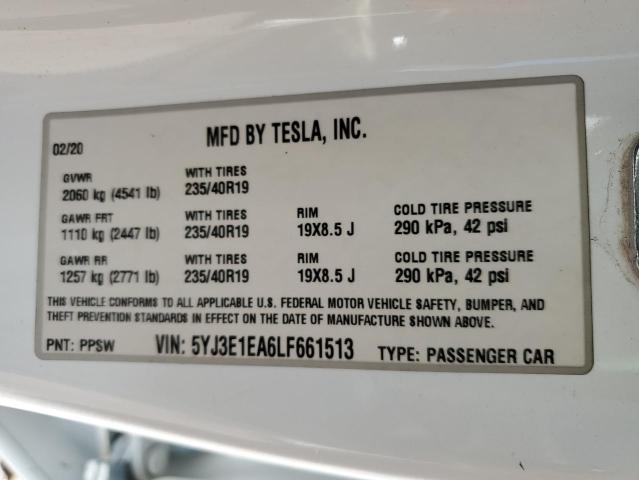 02/20 MFD BY TESLA, INC.
GVWR WITH TIRES
2060 kg (4541 lb) 235/40R19
GAWR FRT WITH TIRES RIM COLD TIRE PRESSURE
1110 kg (2447 lb) 235/40R19 19X8.5 J 290 kPa, 42 psi
GAWR RR WITH TIRES RIM COLD TIRE PRESSURE
1257 kg (2771 lb) 235/40R19 19X8.5 J 290 kPa, 42 psi
THIS VEHICLE CONFORMS TO ALL APPLICABLE U.S. FEDERAL MOTOR VEHICLE SAFETY, BUMPER, AND
THEFT PREVENTION STANDARDS IN EFFECT ON THE DATE OF MANUFACTURE SHOWN ABOVE.
PNT: PPSW VIN: 5YJ3E1EA6LF661513 TYPE: PASSENGER CAR